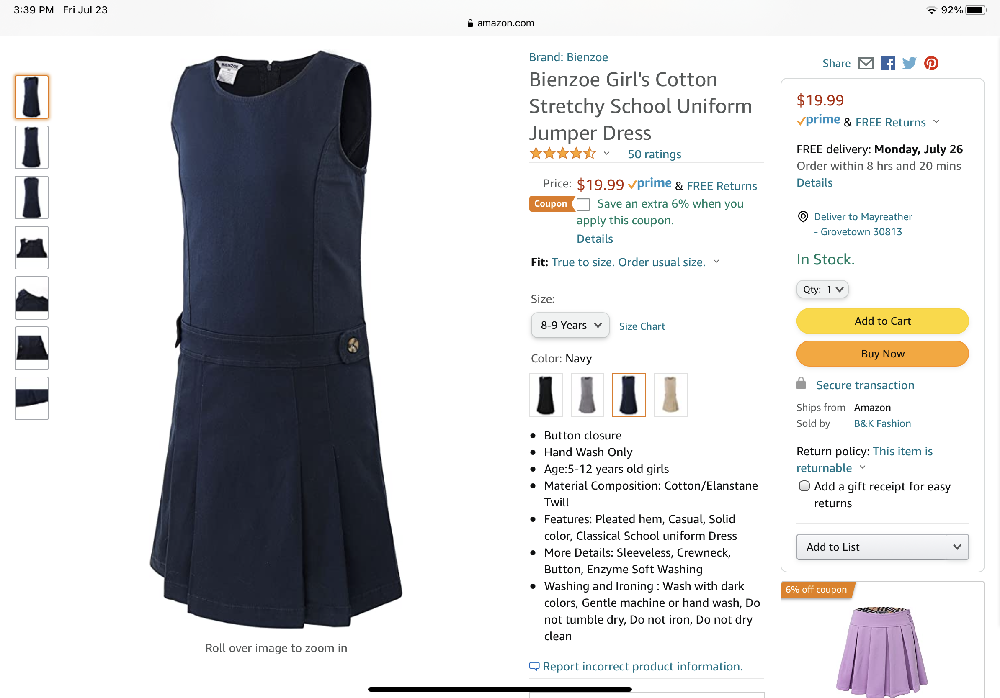 3:39 PM Fri Jul 23
92%
amazon.com
BIENZOE
M
Roll over image to zoom in
Brand: Bienzoe
Bienzoe Girl's Cotton
Stretchy School Uniform
Jumper Dress
50 ratings
Price: $19.99 prime & FREE Returns
Coupon Save an extra 6% when you
apply this coupon.
Details
Fit: True to size. Order usual size.
Size:
8-9 Years Size Chart
Color: Navy
• Button closure
• Hand Wash Only
• Age:5-12 years old girls
• Material Composition: Cotton/Elanstane
Twill
• Features: Pleated hem, Casual, Solid
color, Classical School uniform Dress
• More Details: Sleeveless, Crewneck,
Button, Enzyme Soft Washing
• Washing and Ironing : Wash with dark
colors, Gentle machine or hand wash, Do
not tumble dry, Do not iron, Do not dry
clean
Report incorrect product information.
Share
$19.99
prime & FREE Returns
FREE delivery: Monday, July 26
Order within 8 hrs and 20 mins
Details
Deliver to Mayreather
- Grovetown 30813
In Stock.
Qty: 1
Add to Cart
Buy Now
Secure transaction
Ships from Amazon
Sold by B&K Fashion
Return policy: This item is
returnable
Add a gift receipt for easy
returns
Add to List
6% off coupon